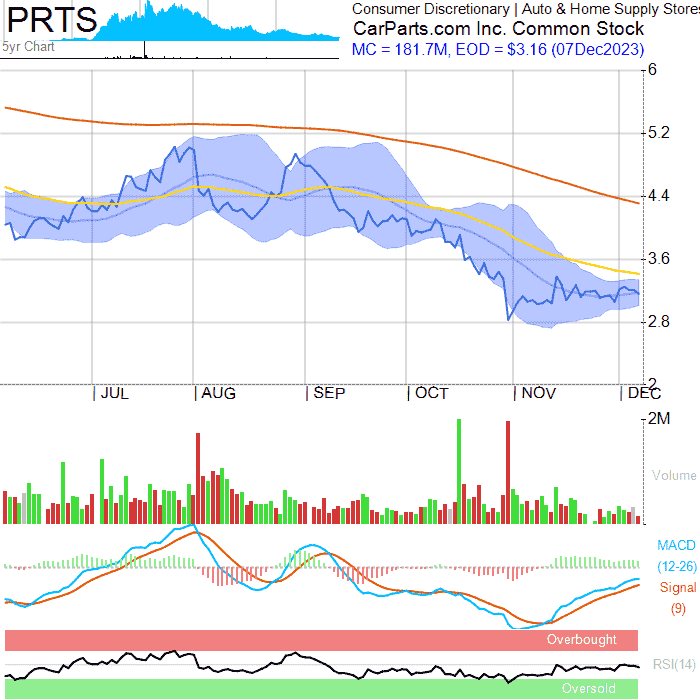 PRTS
5yr Chart
Consumer Discretionary | Auto & Home Supply Stores
CarParts.com Inc. Common Stock
MC = 181.7M, EOD = $3.16 (07Dec2023)
6
5.2
4.4
3.6
2.8
2
JUL AUG SEP OCT NOV DEC
2M
Volume
MACD
(12-26)
Signal
(9)
Overbought
RSI(14)
Oversold